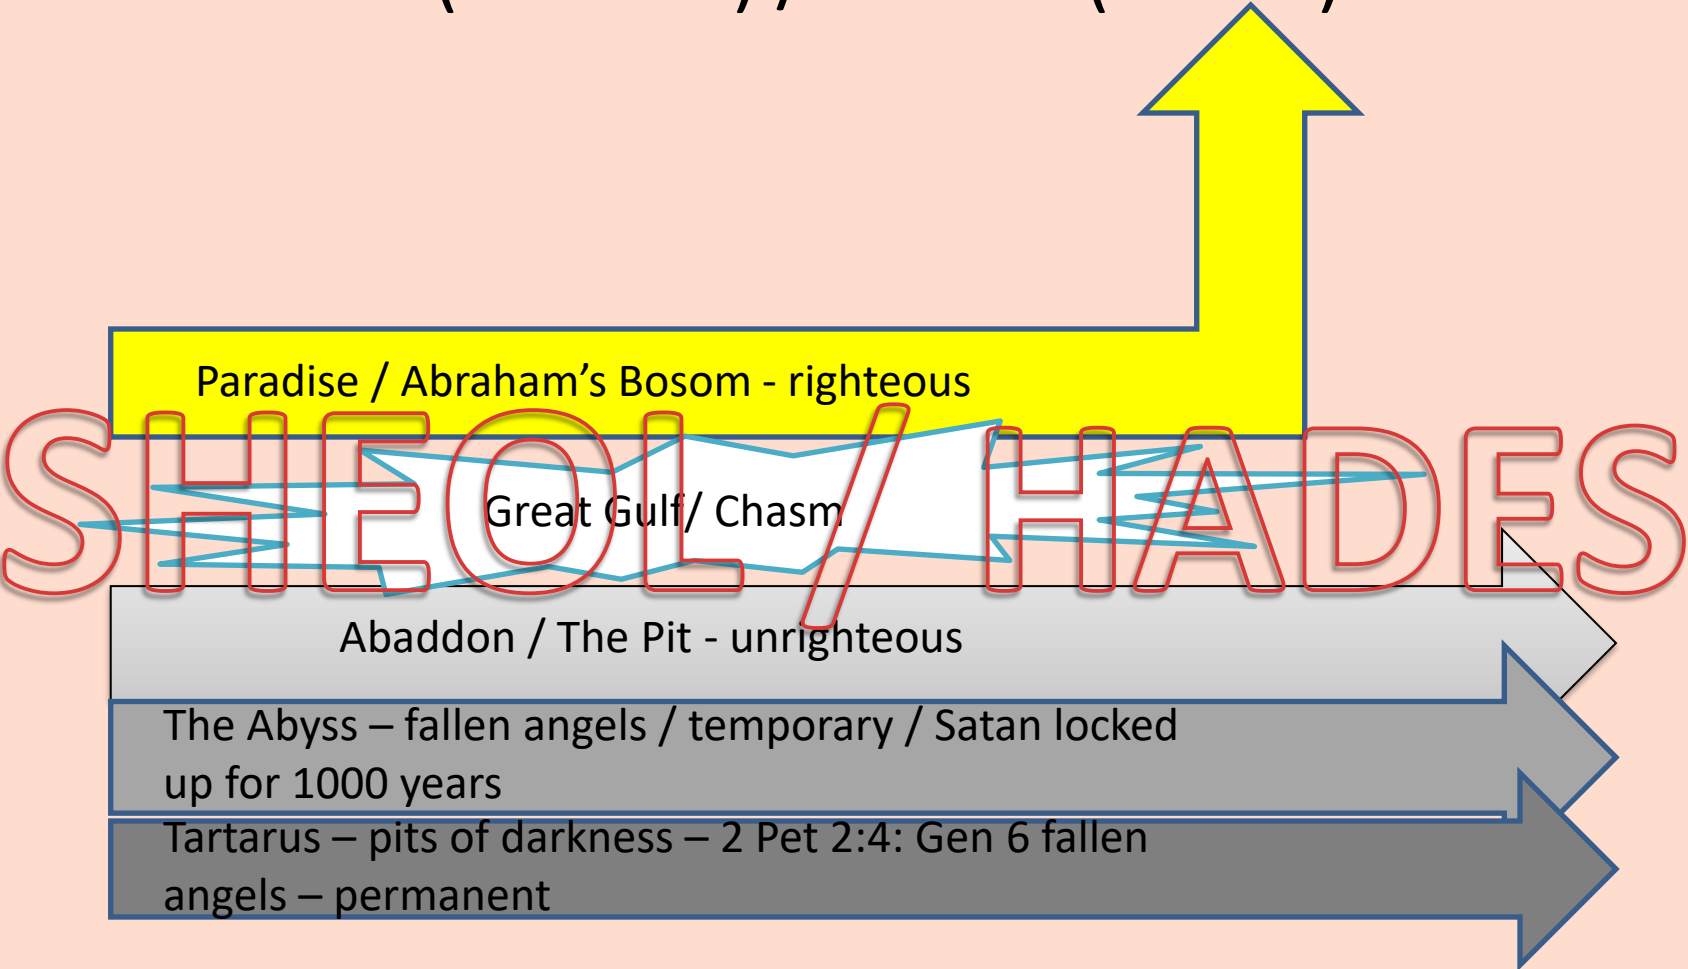 Paradise / Abraham’s Bosom - righteous
SHEOL / HADES
Great Gulf/ Chasm
Abaddon / The Pit - unrighteous
The Abyss – fallen angels / temporary / Satan locked
up for 1000 years
Tartarus – pits of darkness – 2 Pet 2:4: Gen 6 fallen
angels – permanent